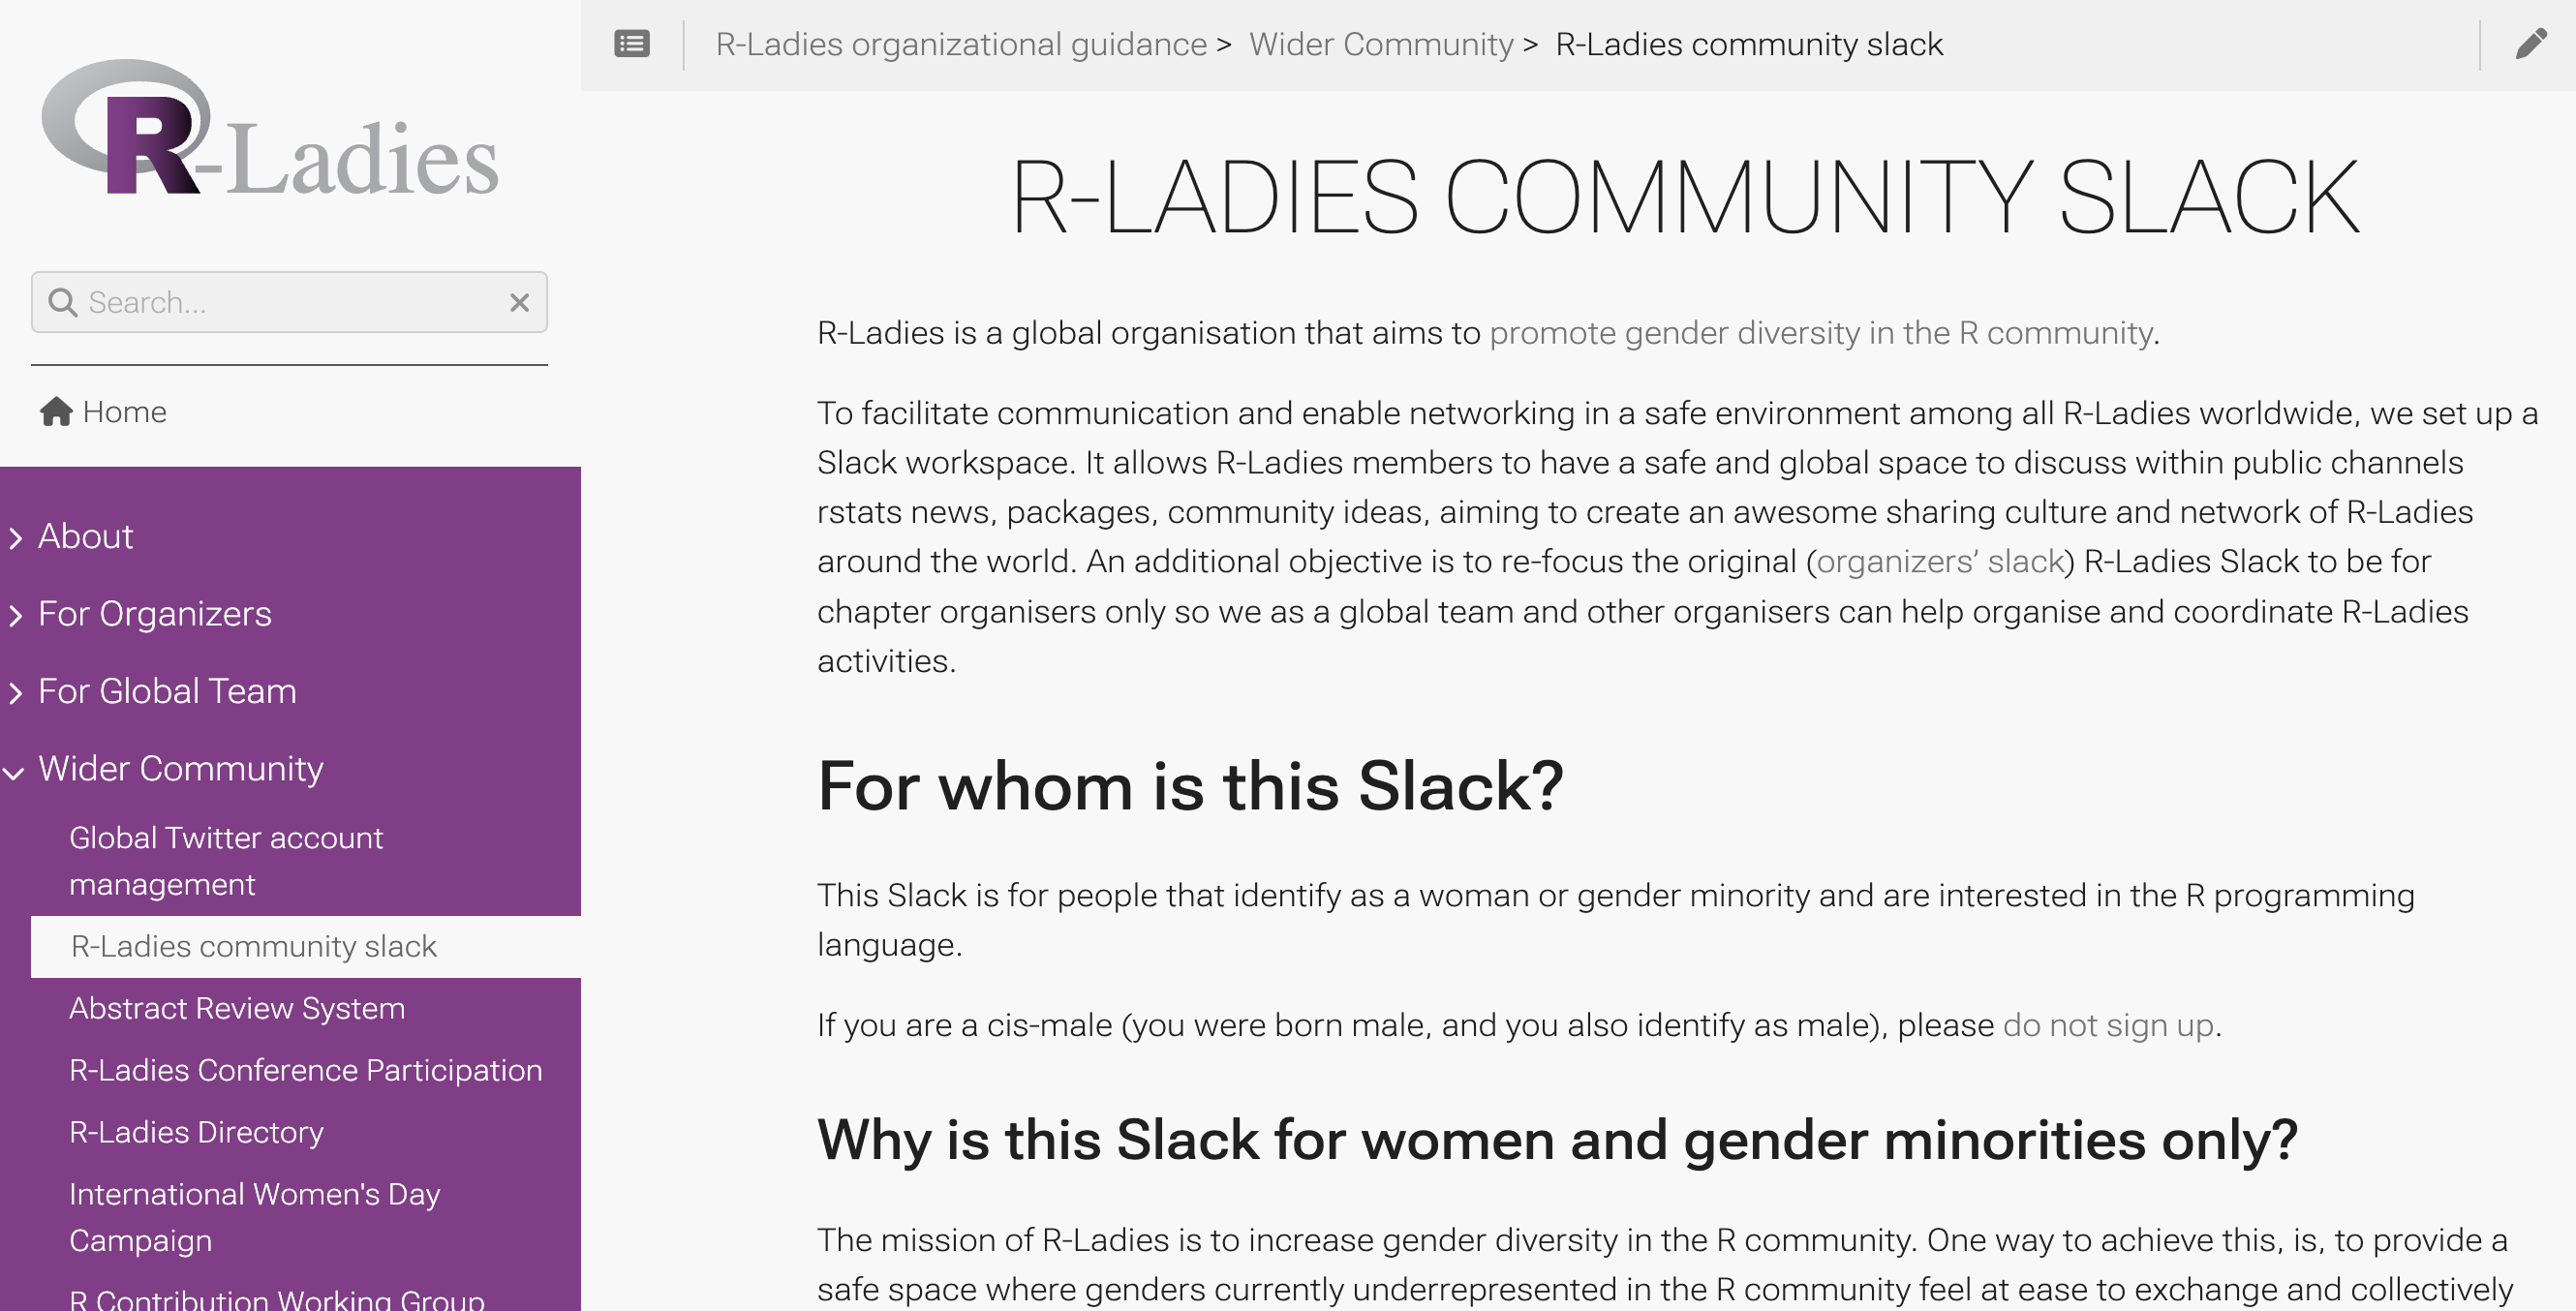 R-Ladies
Search...
Home
About
For Organizers
For Global Team
Wider Community
Global Twitter account
management
R-Ladies community slack
Abstract Review System
R-Ladies Conference Participation
R-Ladies Directory
International Women's Day
Campaign
R Contribution Working Group
R-Ladies organizational guidance > Wider Community > R-Ladies community slack
R-LADIES COMMUNITY SLACK
R-Ladies is a global organisation that aims to promote gender diversity in the R community.
To facilitate communication and enable networking in a safe environment among all R-Ladies worldwide, we set up a
Slack workspace. It allows R-Ladies members to have a safe and global space to discuss within public channels
rstats news, packages, community ideas, aiming to create an awesome sharing culture and network of R-Ladies
around the world. An additional objective is to re-focus the original (organizers’ slack) R-Ladies Slack to be for
chapter organisers only so we as a global team and other organisers can help organise and coordinate R-Ladies
activities.
For whom is this Slack?
This Slack is for people that identify as a woman or gender minority and are interested in the R programming
language.
If you are a cis-male (you were born male, and you also identify as male), please do not sign up.
Why is this Slack for women and gender minorities only?
The mission of R-Ladies is to increase gender diversity in the R community. One way to achieve this, is, to provide a
safe space where genders currently underrepresented in the R community feel at ease to exchange and collectively